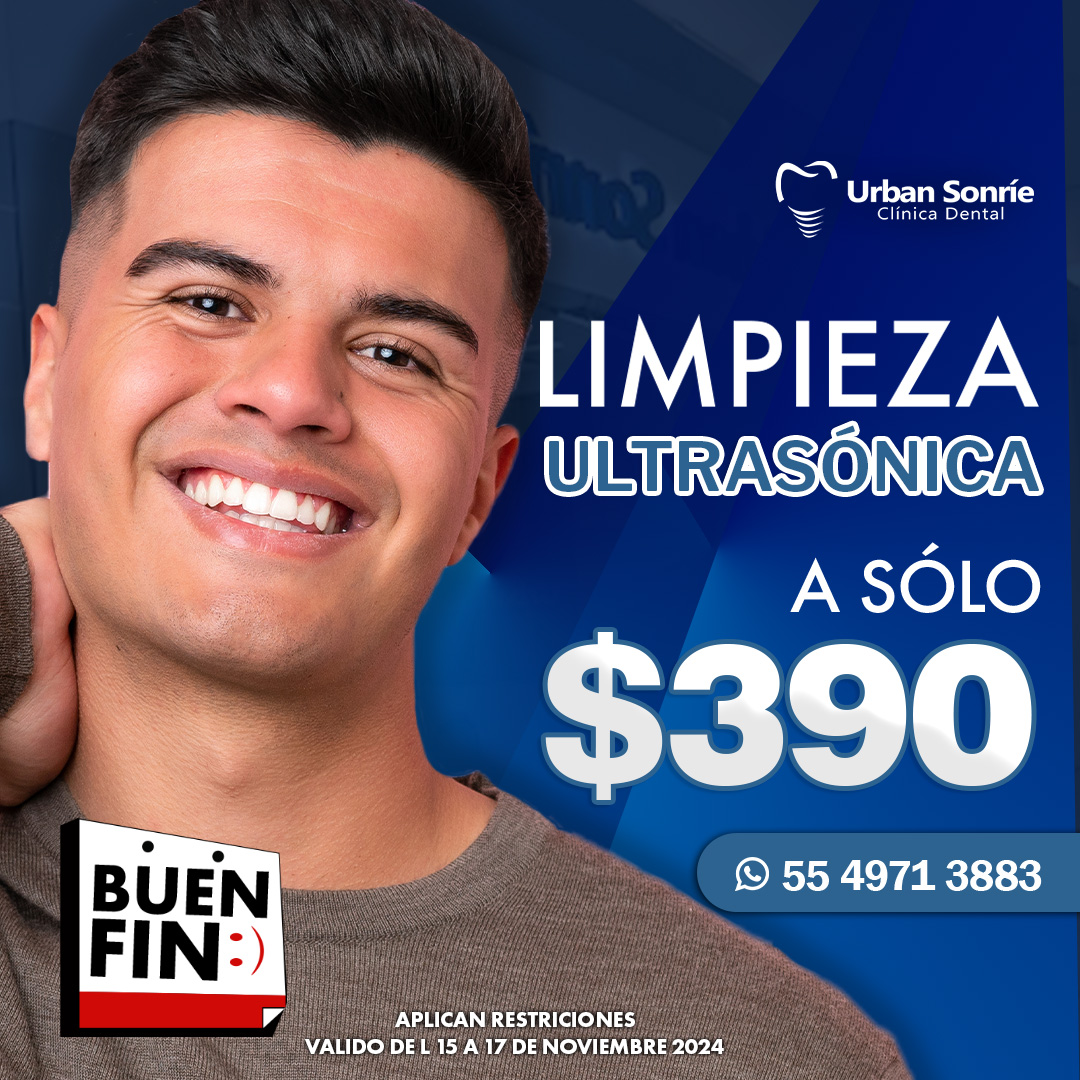 Urban Sonríe
Clínica Dental
LIMPIEZA
ULTRASÓNICA
A SÓLO
$390
55 4971 3883
BUEN
FIN:)
APLICAN RESTRICIONES
VALIDO DE L 15 A 17 DE NOVIEMBRE 2024